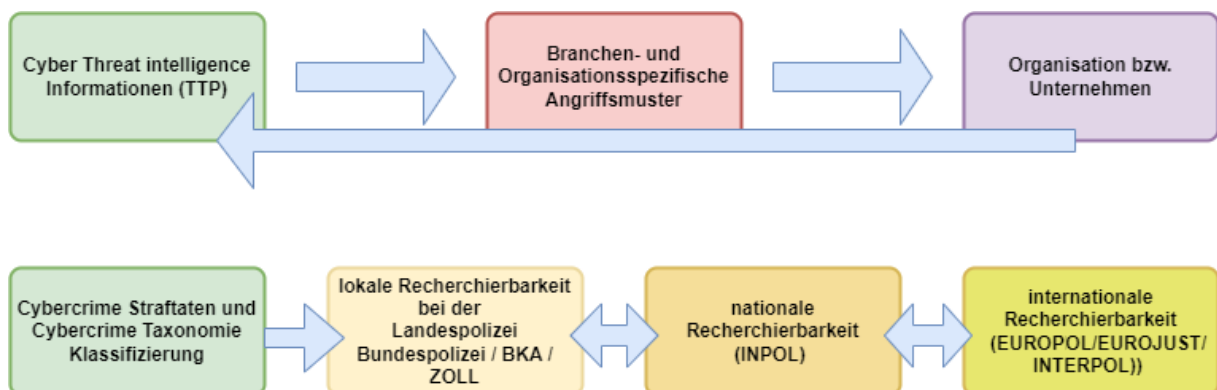 Cyber Threat intelligence
Informationen (TTP)
Branchen- und
Organisationsspezifische
Angriffsmuster
Organisation bzw.
Unternehmen
Cybercrime Straftaten und
Cybercrime Taxonomie
Klassifizierung
lokale Recherchierbarkeit
bei der
Landespolizei
Bundespolizei / BKA /
ZOLL
nationale
Recherchierbarkeit
(INPOL)
internationale
Recherchierbarkeit
(EUROPOL/EUROJUST/
INTERPOL))